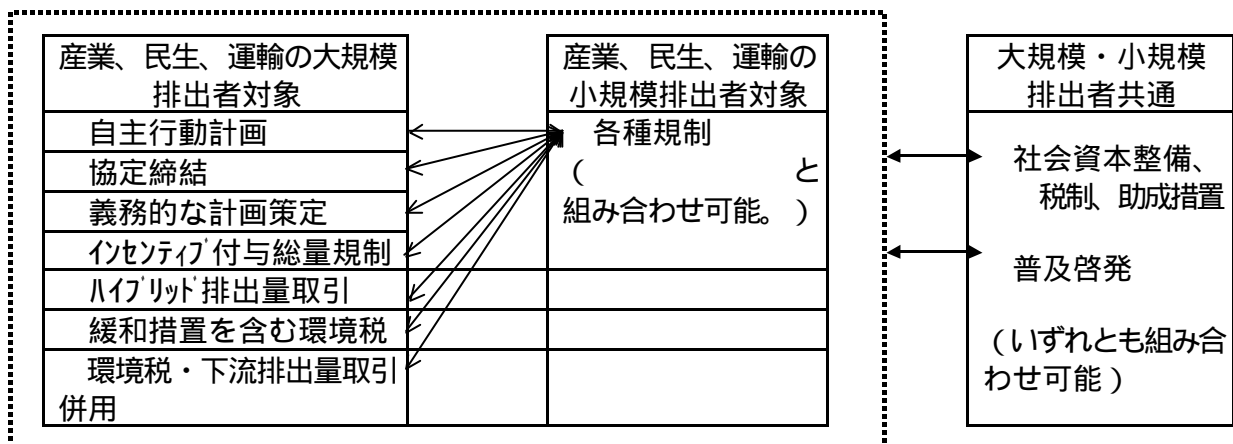 産業、民生、運輸の大規模
排出者対象
自主行動計画
協定締結
義務的な計画策定
ｲﾝｾﾝﾃｨﾌﾞ付与総量規制
ﾊｲﾌﾞﾘｯﾄﾞ排出量取引
緩和措置を含む環境税
環境税・下流排出量取引
併用
産業、民生、運輸の
小規模排出者対象
各種規制
(　　　　　　と
組み合わせ可能。)
大規模・小規模
排出者共通
社会資本整備、
税制、助成措置
普及啓発
(いずれとも組み合
わせ可能)